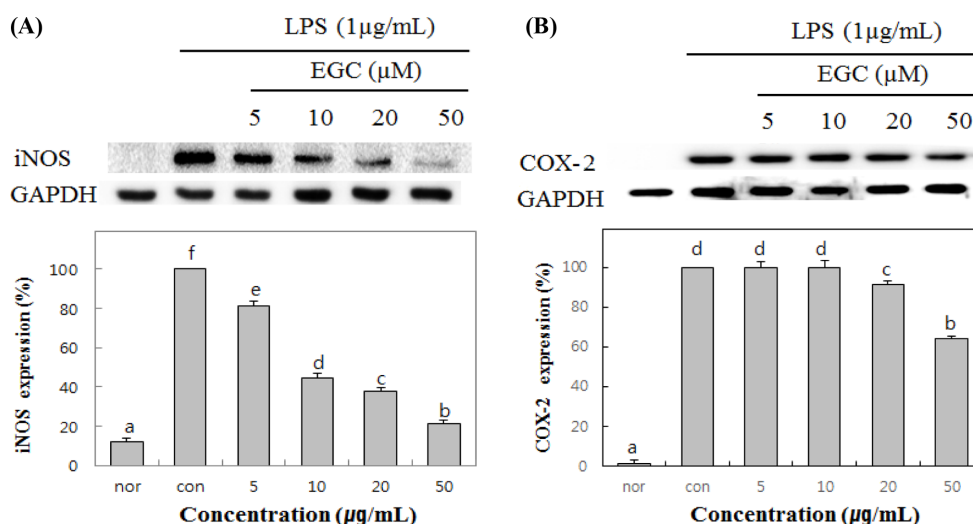 (A)
LPS (1µg/mL)
EGC (µM)
5 10 20 50
iNOS
GAPDH
iNOS expression (%)
100
80
60
40
20
0
f
e
d
c
b
a
nor con 5 10 20 50
Concentration (µg/mL)
(B)
LPS (1µg/mL)
EGC (µM)
5 10 20 50
COX-2
GAPDH
COX-2 expression (%)
100
80
60
40
20
0
d d d
c
b
a
nor con 5 10 20 50
Concentration (µg/mL)